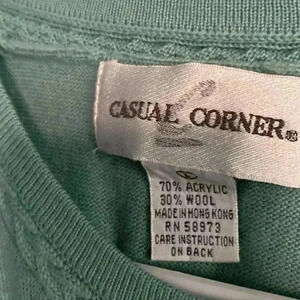 CASUAL CORNER®
70% ACRYLIC
30% WOOL
MADE IN HONG KONG
RN 58973
CARE INSTRUCTION
ON BACK